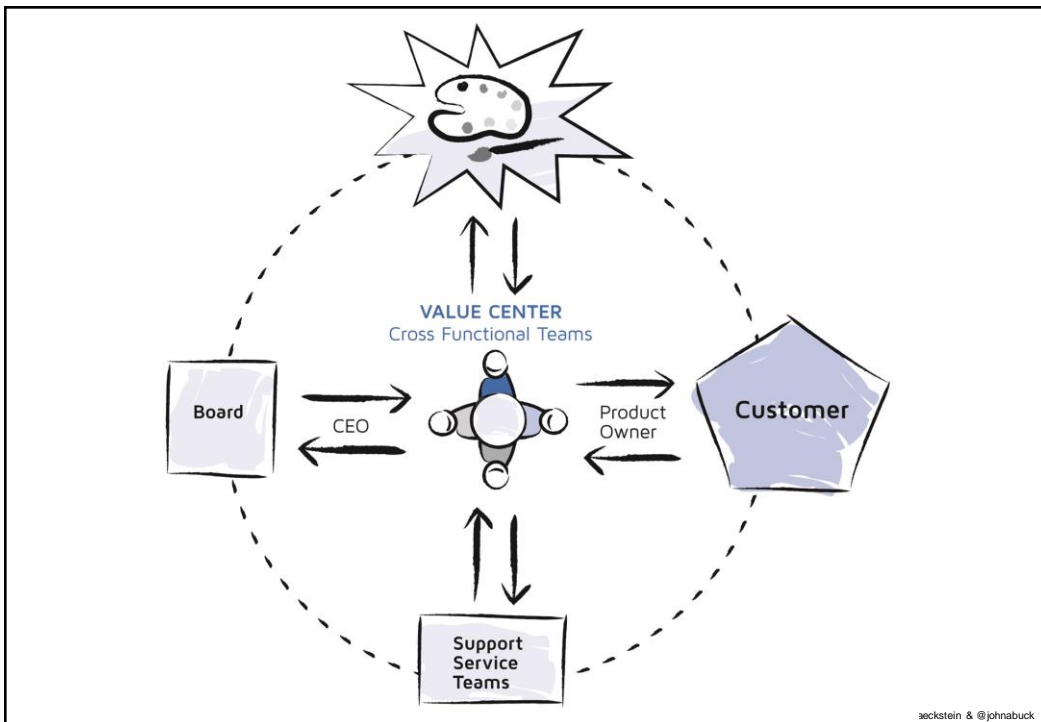 VALUE CENTER
Cross Functional Teams
Board
CEO
Product
Owner
Customer
Support
Service
Teams
& @johnabuck